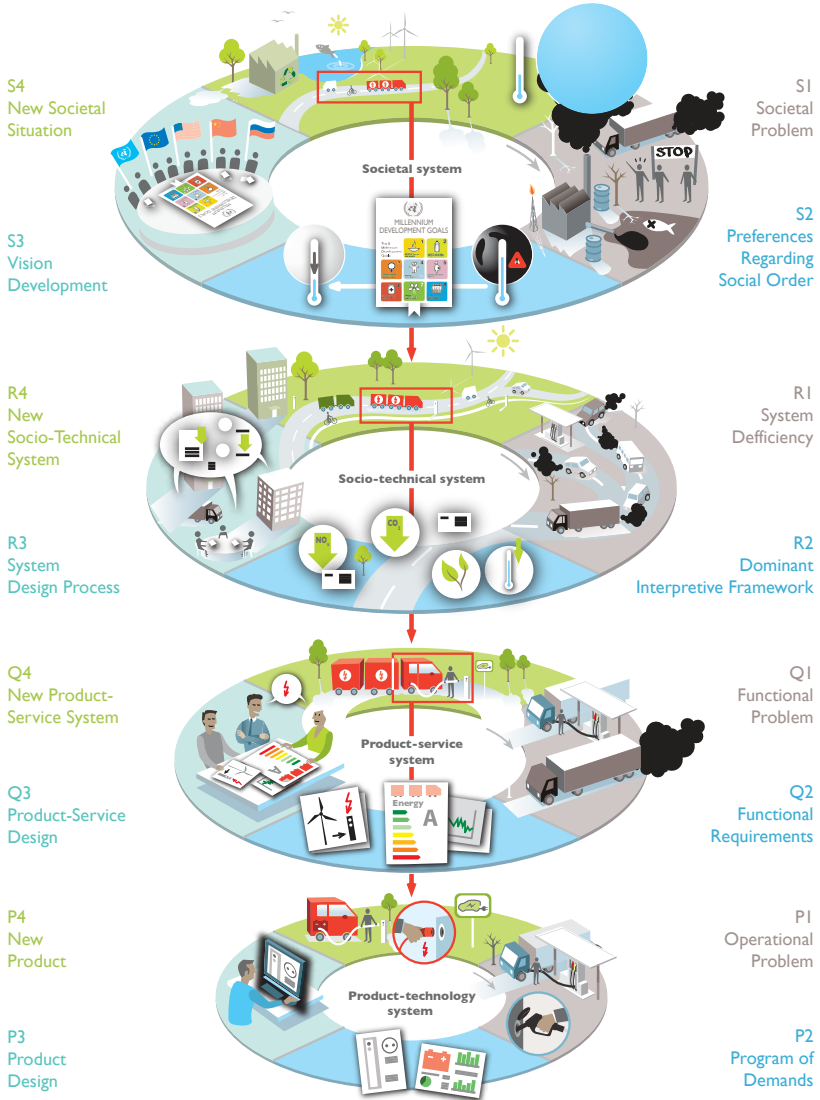 S4
New Societal
Situation
S1
Societal
Problem
STOP
Societal system
S3
Vision
Development
MILLENNIUM
DEVELOPMENT GOALS
S2
Preferences
Regarding
Social Order
R4
New
Socio-Technical
System
R1
System
Defficiency
Socio-technical system
R3
System
Design Process
NO
CO2
R2
Dominant
Interpretive Framework
Q4
New Product-
Service System
Q1
Functional
Problem
Product-service
system
A
Q3
Product-Service
Design
Energy
A
Q2
Functional
Requirements
P4
New
Product
P1
Operational
Problem
Product-technology
system
P3
Product
Design
P2
Program of
Demands